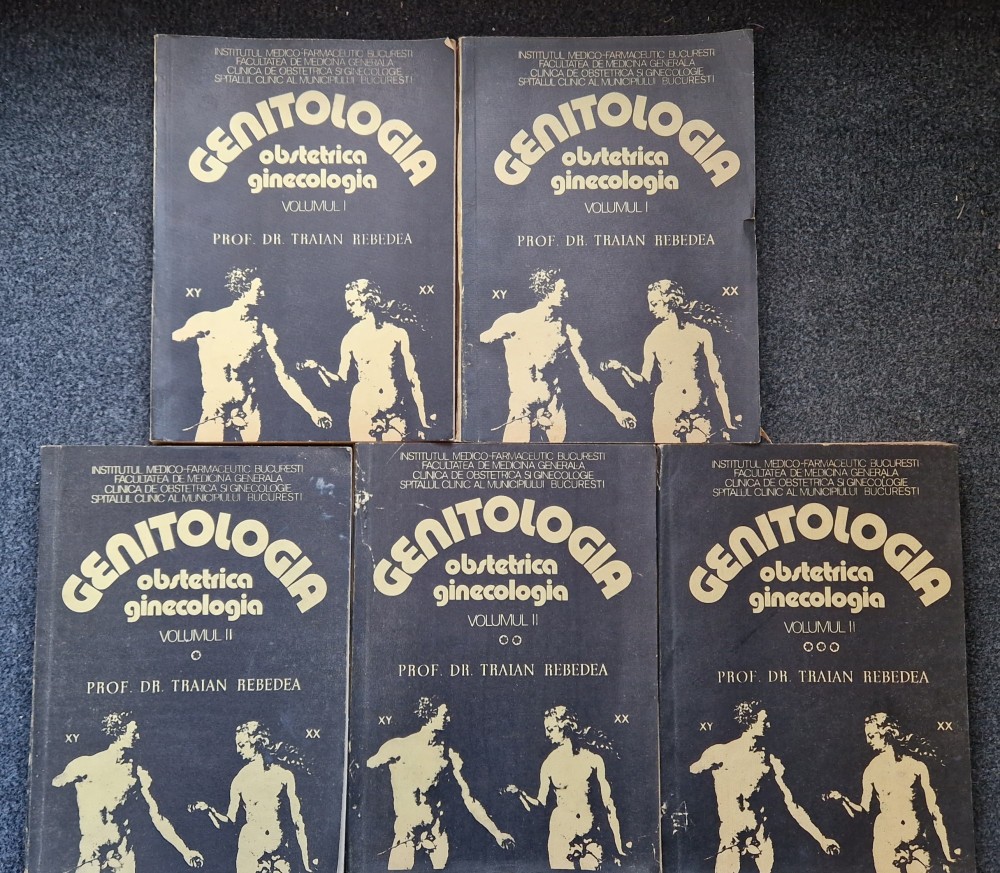 INSTITUTUL MEDICO-FARMACEUTIC BUCURESTI
FACULTATEA DE MEDICINA GENERALA
CLINICA DE OBSTETRICA SI GINECOLOGIE
SPITALUL CLINIC AL MUNICIPIULUI BUCURESTI
GENITOLOGIA
obstetrica
ginecologia
VOLUMUL I
PROF. DR. TRAIAN REBEDEA
XY XX
INSTITUTUL MEDICO-FARMACEUTIC BUCURESTI
FACULTATEA DE MEDICINA GENERALA
CLINICA DE OBSTETRICA SI GINECOLOGIE
SPITALUL CLINIC AL MUNICIPIULUI BUCURESTI
GENITOLOGIA
obstetrica
ginecologia
VOLUMUL I
PROF. DR. TRAIAN REBEDEA
XY XX
INSTITUTUL MEDICO-FARMACEUTIC BUCURESTI
FACULTATEA DE MEDICINA GENERALA
CLINICA DE OBSTETRICA SI GINECOLOGIE
SPITALUL CLINIC AL MUNICIPIULUI BUCURESTI
GENITOLOGIA
obstetrica
ginecologia
VOLUMUL II
PROF. DR. TRAIAN REBEDEA
XY XX
INSTITUTUL MEDICO-FARMACEUTIC BUCURESTI
FACULTATEA DE MEDICINA GENERALA
CLINICA DE OBSTETRICA SI GINECOLOGIE
SPITALUL CLINIC AL MUNICIPIULUI BUCURESTI
GENITOLOGIA
obstetrica
ginecologia
VOLUMUL II
PROF. DR. TRAIAN REBEDEA
XY XX
INSTITUTUL MEDICO-FARMACEUTIC BUCURESTI
FACULTATEA DE MEDICINA GENERALA
CLINICA DE OBSTETRICA SI GINECOLOGIE
SPITALUL CLINIC AL MUNICIPIULUI BUCURESTI
GENITOLOGIA
obstetrica
ginecologia
VOLUMUL II
PROF. DR. TRAIAN REBEDEA
XY XX